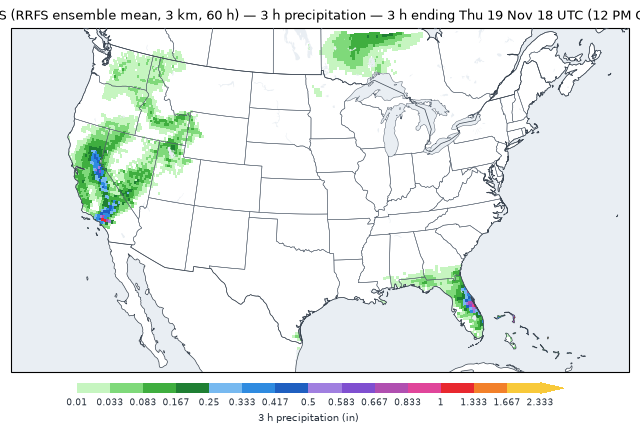 S (RRFS ensemble mean, 3 km, 60 h) — 3 h precipitation — 3 h ending Thu 19 Nov 18 UTC (12 PM C
0.01 0.033 0.083 0.167 0.25 0.333 0.417 0.5 0.583 0.667 0.833 1 1.333 1.667 2.333
3 h precipitation (in)